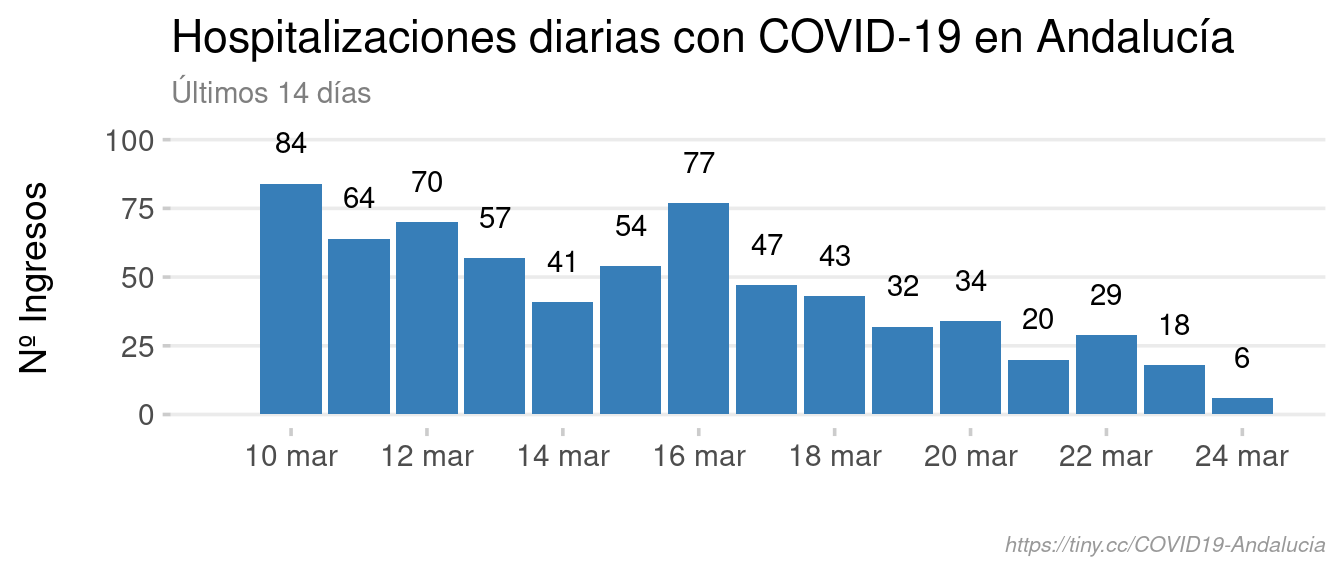 Hospitalizaciones diarias con COVID-19 en Andalucía
Últimos 14 días
Nº Ingresos
100
75
50
25
0
84
64
70
57
41
54
77
47
43
32
34
20
29
18
6
10 mar
12 mar
14 mar
16 mar
18 mar
20 mar
22 mar
24 mar
https://tiny.cc/COVID19-Andalucia